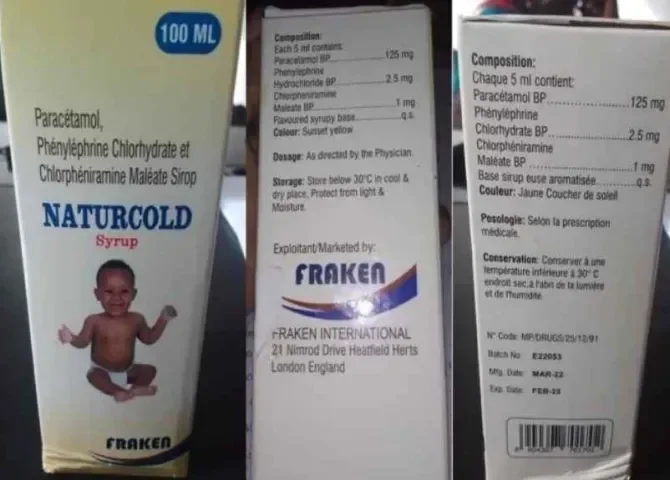 100 ML
Paracétamol,
Phényléphrine Chlorhydrate et
Chlorphéniramine Maléate Sirop
NATURCOLD
Syrup
FRAKEN
Composition:
Each 5 ml contains:
Paracetamol BP ............125 mg
Phenylephrine
Hydrochloride BP...........2.5 mg
Chlorpheniramine
Maleate BP..................1 mg
Flavoured syrupy base........q.s.
Colour: Sunset yellow
Dosage: As directed by the Physician.
Storage: Store below 30°C in cool &
dry place, Protect from light &
Moisture.
Exploitant/Marketed by:
FRAKEN
FRAKEN INTERNATIONAL
21 Nimrod Drive Heatfield Herts
London England
Composition:
Chaque 5 ml contient:
Paracétamol BP....................125 mg
Phényléphrine
Chlorhydrate BP....................2.5 mg
Chlorphéniramine
Maléate BP........................1 mg
Base sirup euse aromatisée..........q.s.
Couleur: Jaune Coucher de soleil
Posologie: Selon la prescription
médicale.
Conservation: Conserver à une
température inférieure à 30° C
endroit sec, à l'abri de la lumière
et de l'humidité.
N° Code: MP/DRUGS/25/12/91
Batch No E22053
Mfg. Date: MAR-22
Exp. Date: